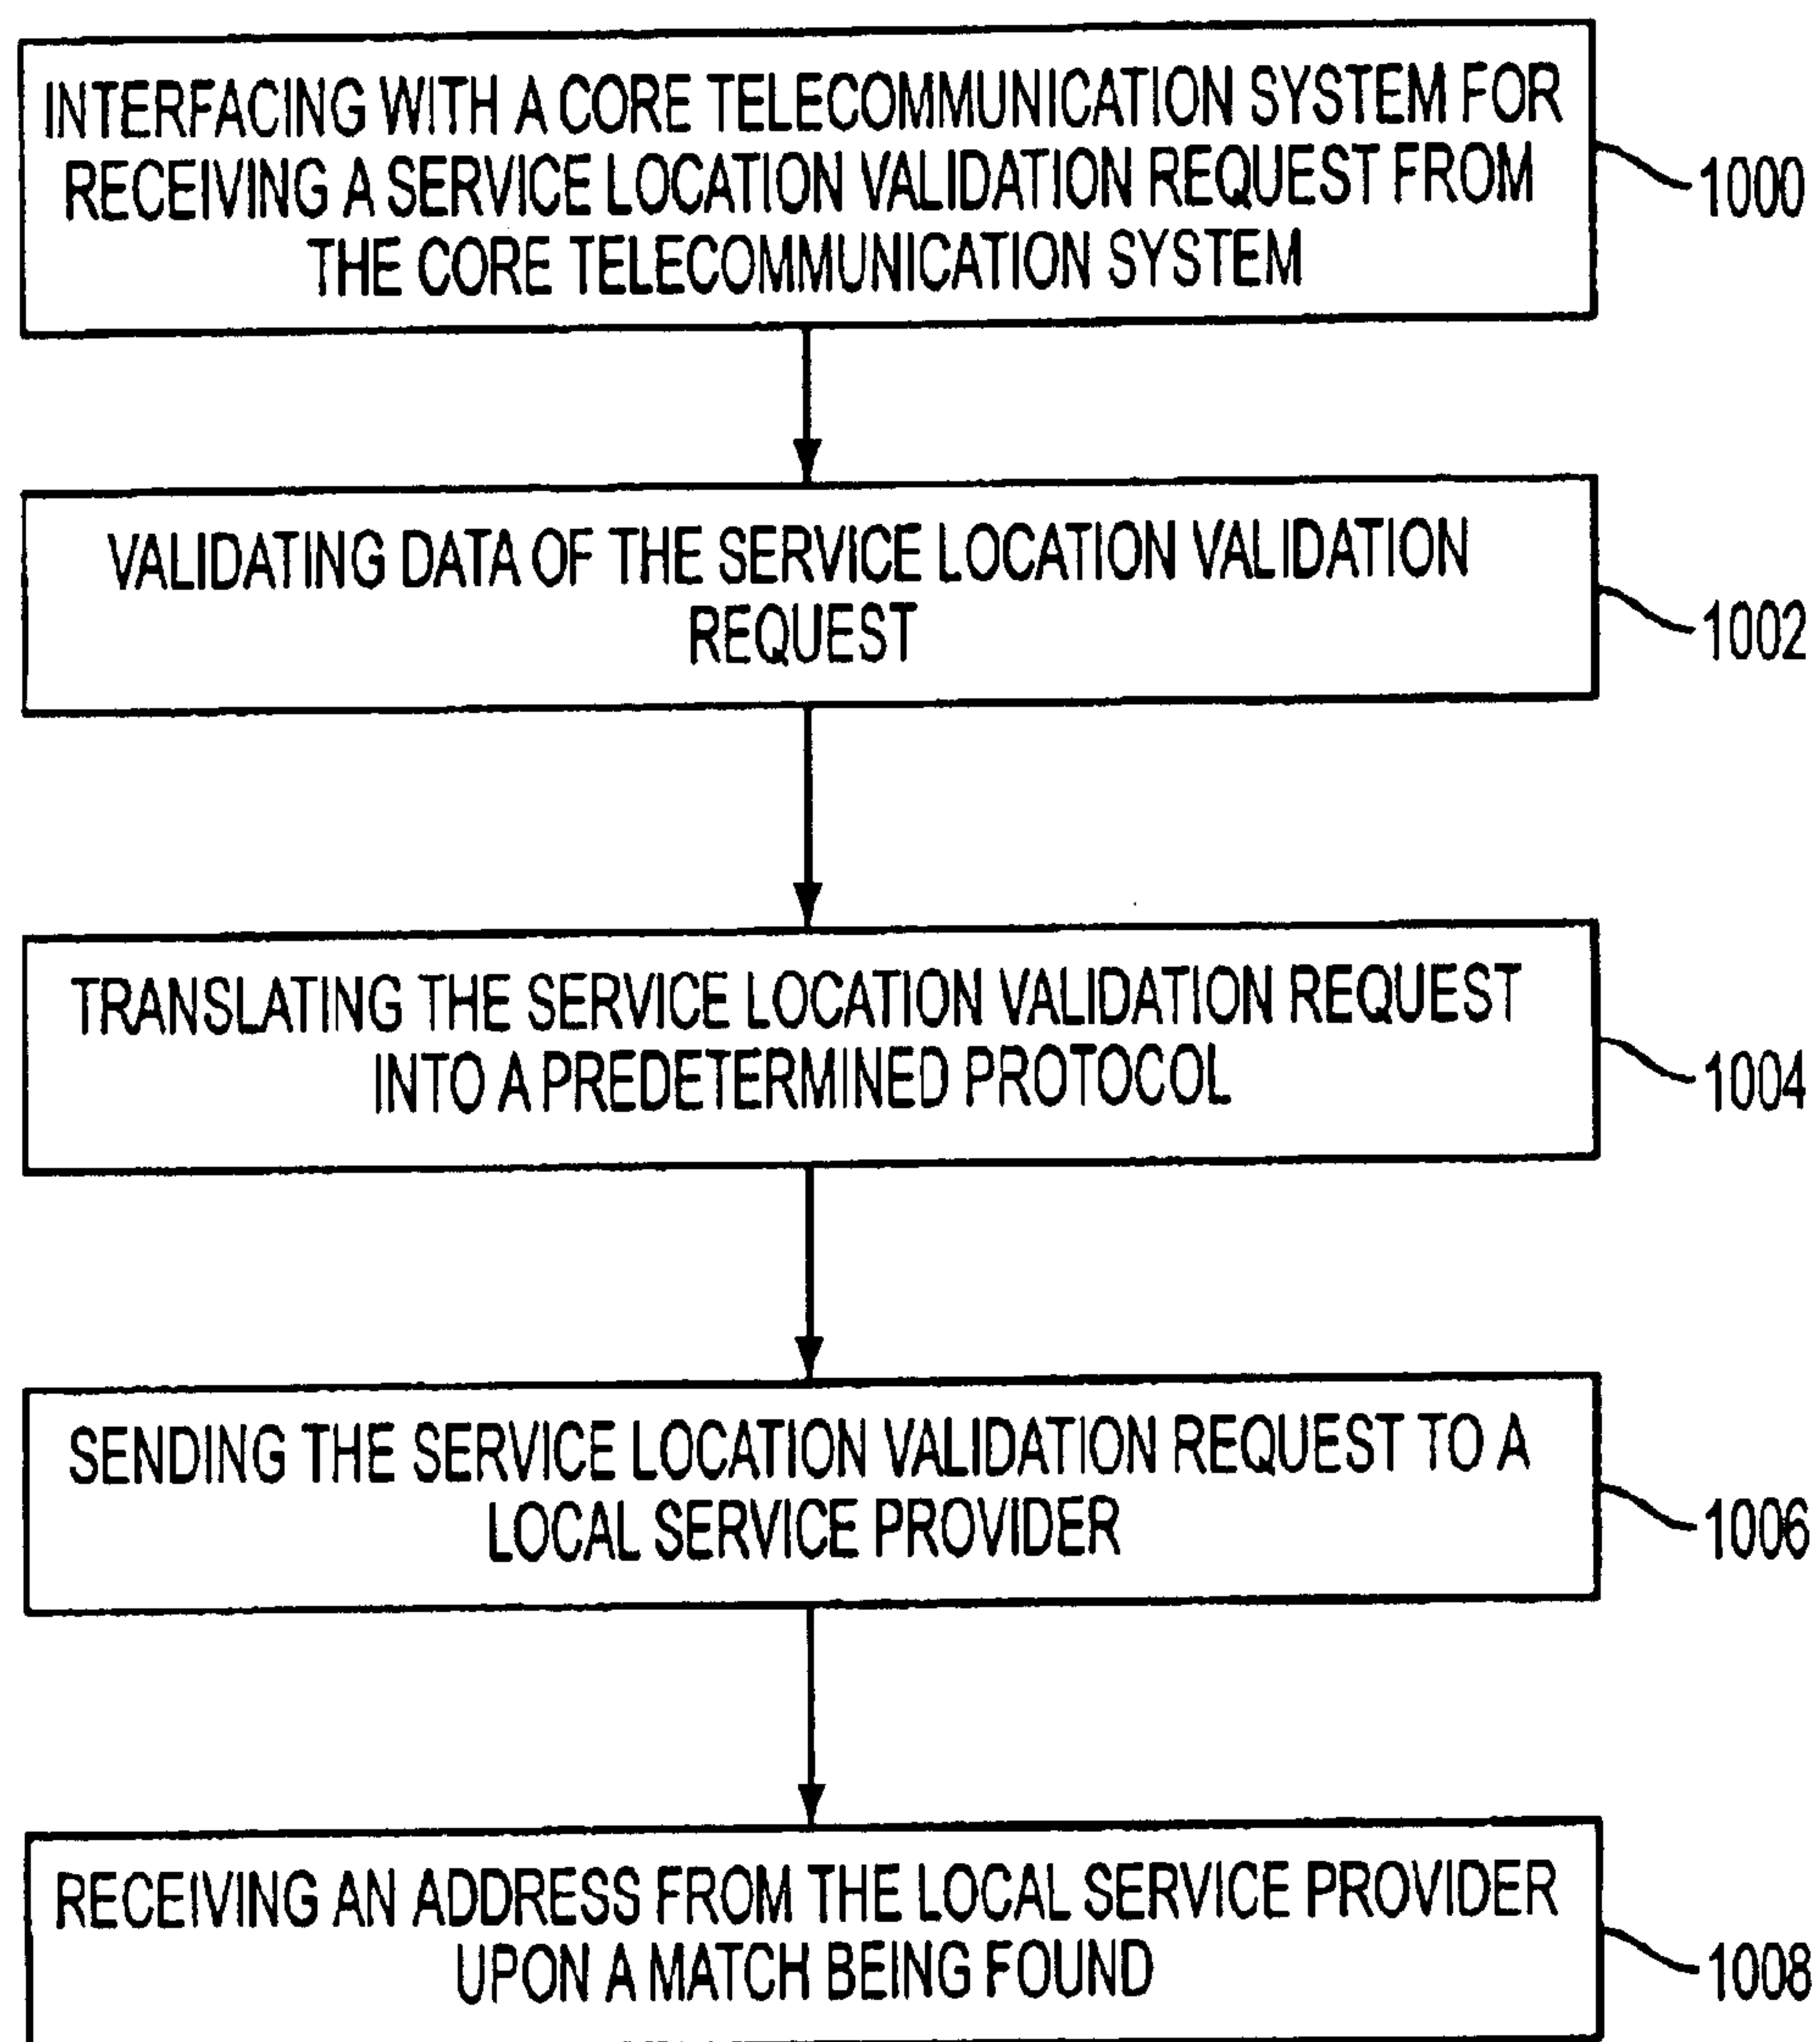 INTERFACING WITH A CORE TELECOMMUNICATION SYSTEM FOR
RECEIVING A SERVICE LOCATION VALIDATION REQUEST FROM
THE CORE TELECOMMUNICATION SYSTEM
1000
VALIDATING DATA OF THE SERVICE LOCATION VALIDATION
REQUEST
1002
TRANSLATING THE SERVICE LOCATION VALIDATION REQUEST
INTO A PREDETERMINED PROTOCOL
1004
SENDING THE SERVICE LOCATION VALIDATION REQUEST TO A
LOCAL SERVICE PROVIDER
1006
RECEIVING AN ADDRESS FROM THE LOCAL SERVICE PROVIDER
UPON A MATCH BEING FOUND
1008